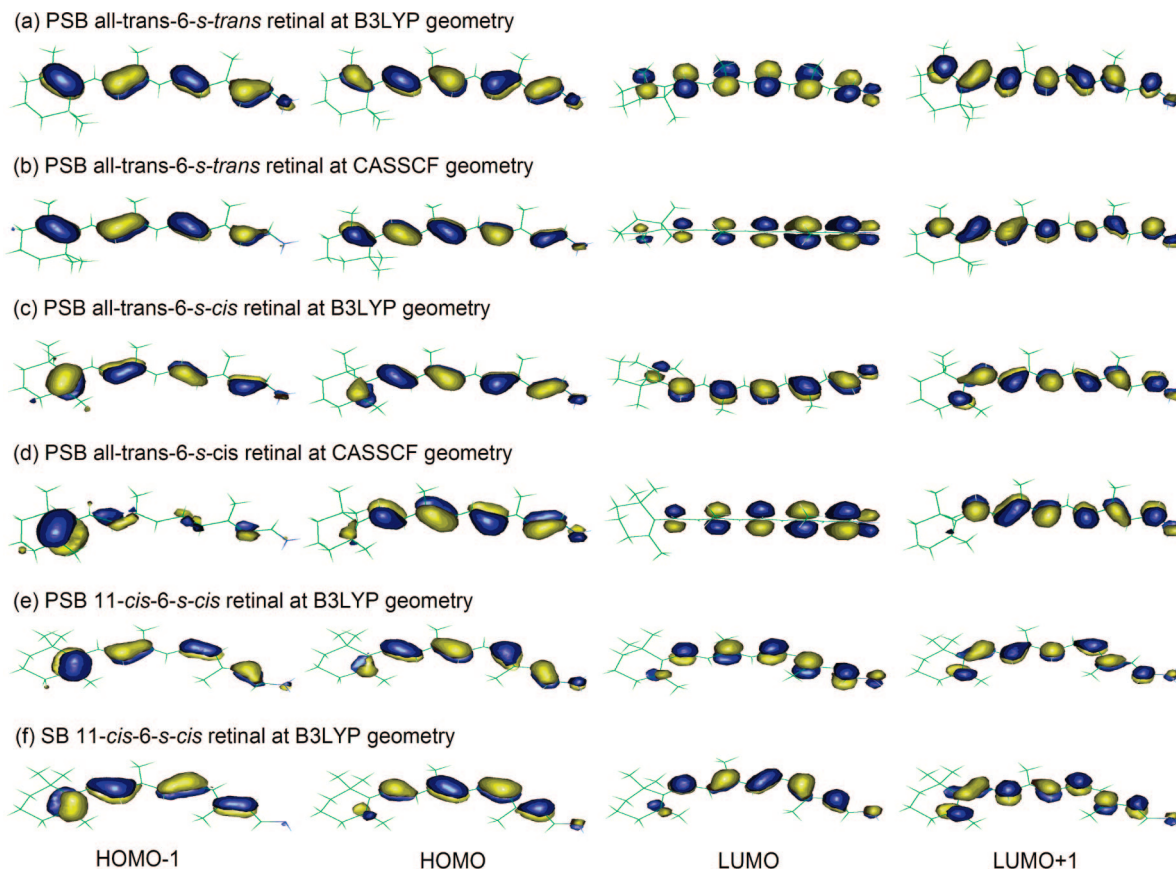 (a) PSB all-trans-6-s-trans retinal at B3LYP geometry
(b) PSB all-trans-6-s-trans retinal at CASSCF geometry
(c) PSB all-trans-6-s-cis retinal at B3LYP geometry
(d) PSB all-trans-6-s-cis retinal at CASSCF geometry
(e) PSB 11-cis-6-s-cis retinal at B3LYP geometry
(f) SB 11-cis-6-s-cis retinal at B3LYP geometry
HOMO-1 HOMO LUMO LUMO+1